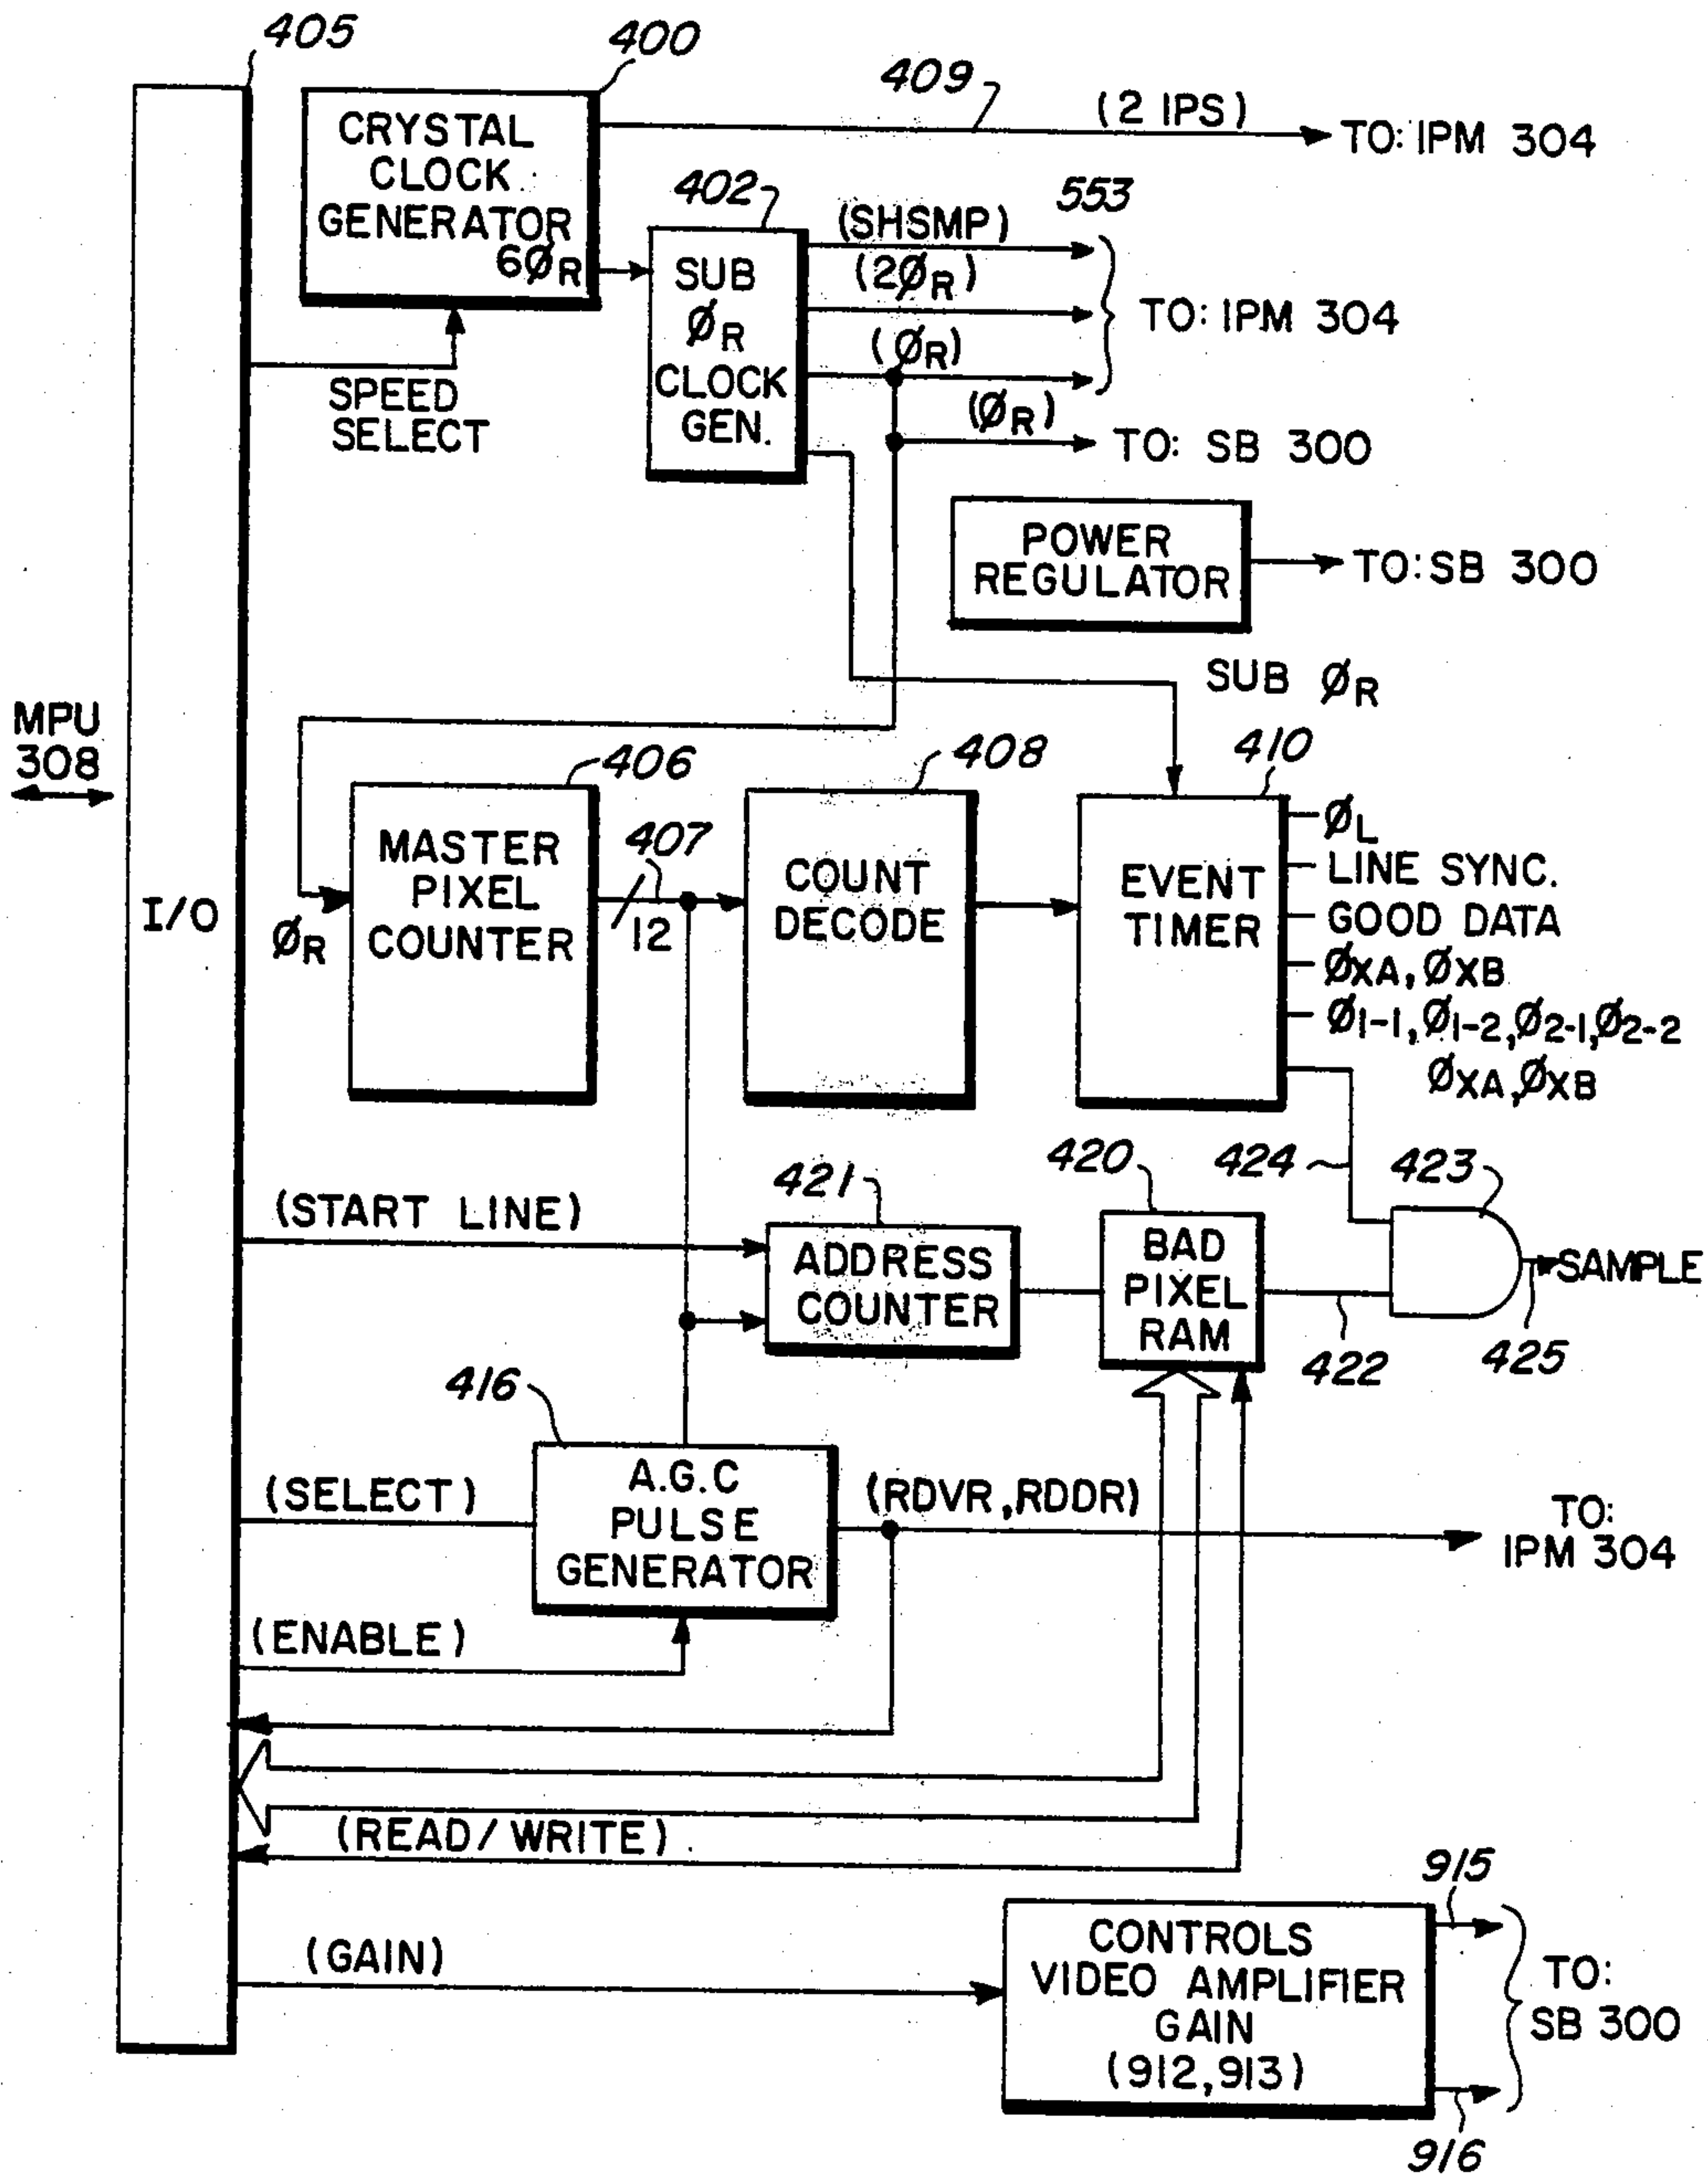 405
400
409
(2 IPS)
TO: IPM 304
CRYSTAL
CLOCK
GENERATOR
6ØR
402
553
(SHSMP)
(2ØR)
TO: IPM 304
(ØR)
SUB
ØR
CLOCK
GEN.
SPEED
SELECT
(ØR)
TO: SB 300
POWER
REGULATOR
TO: SB 300
SUB ØR
MPU
308
I/O
406
408
410
MASTER
PIXEL
COUNTER
ØR
407
12
COUNT
DECODE
EVENT
TIMER
ØL
LINE SYNC.
GOOD DATA
ØXA, ØXB
Ø1-1, Ø1-2, Ø2-1, Ø2-2
ØXA, ØXB
(START LINE)
421
420
424
423
ADDRESS
COUNTER
BAD
PIXEL
RAM
SAMPLE
422
425
416
(SELECT)
A.G.C
PULSE
GENERATOR
(RDVR, RDDR)
TO:
IPM 304
(ENABLE)
(READ/WRITE)
(GAIN)
CONTROLS
VIDEO AMPLIFIER
GAIN
(912, 913)
915
TO:
SB 300
916